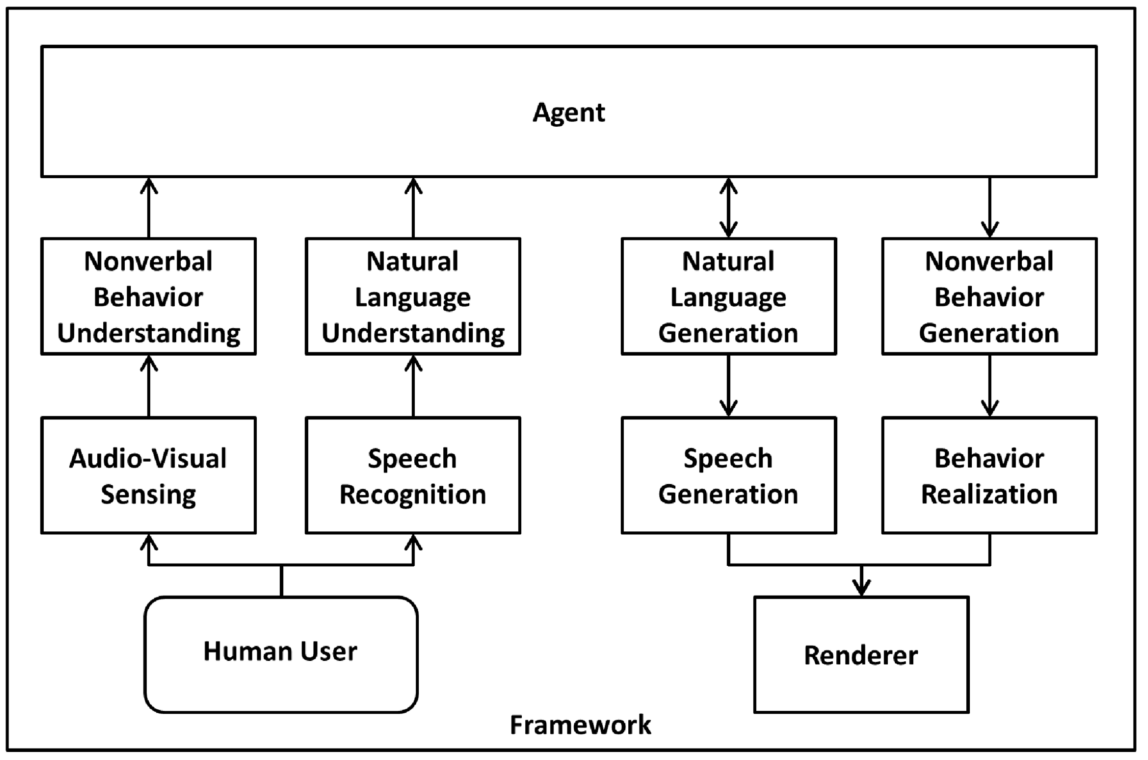 Agent
Nonverbal
Behavior
Understanding
Natural
Language
Understanding
Natural
Language
Generation
Nonverbal
Behavior
Generation
Audio-Visual
Sensing
Speech
Recognition
Speech
Generation
Behavior
Realization
Human User
Renderer
Framework